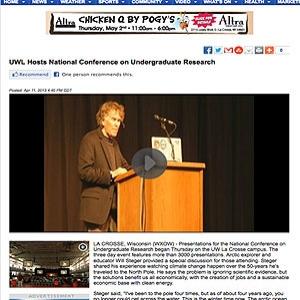 HOME NEWS WEATHER SPORTS COMMUNITY VIDEO WHAT'S ON HEALTH MARKET
Altra
CHICKEN Q BY POGY'S
Thursday, May 2nd • 11:00pm - 6:00pm
Altra
UWL Hosts National Conference on Undergraduate Research
Recommend
One person recommends this.
Posted: Apr 11, 2013 4:40 PM
LA CROSSE, Wisconsin (WXOW) - Presentations for the National Conference on
Undergraduate Research began Thursday on the UW La Crosse campus. The
three day event features more than 3000 presentations. Arctic explorer and
educator Will Steger provided a special discussion for those attending. Steger
shared his experience watching climate change happen over the 50-years he's
traveled to the North Pole. He says the problem is ignoring scientific evidence, but
the solutions benefit us all economically, with the creation of jobs and a sustainable
economic base with clean energy.
ADVERTISEMENT
Steger said, "I've been to the pole four times, but as of about four years ago, you
no longer could get across the water. This is the winter time now. The arctic ocean